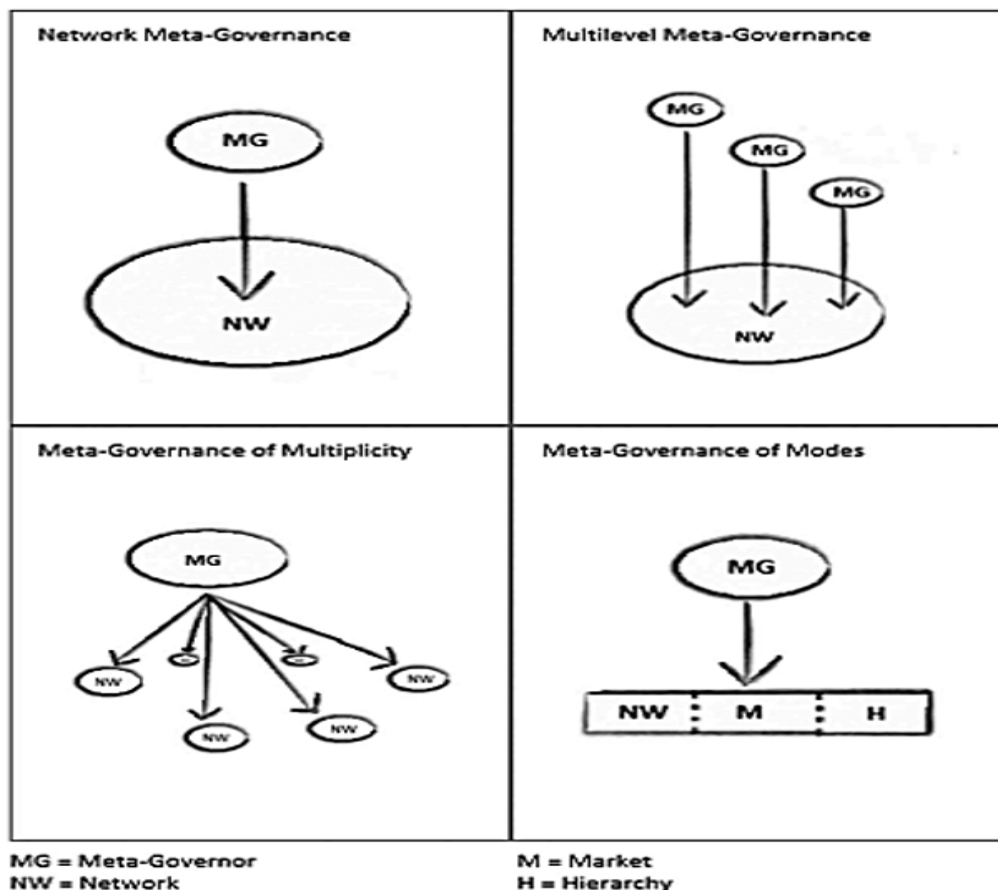 Network Meta-Governance
MG
NW
Multilevel Meta-Governance
MG
MG
MG
NW
Meta-Governance of Multiplicity
MG
NW
NW
NW
NW
Meta-Governance of Modes
MG
NW M H
MG = Meta-Governor
NW = Network
M = Market
H = Hierarchy